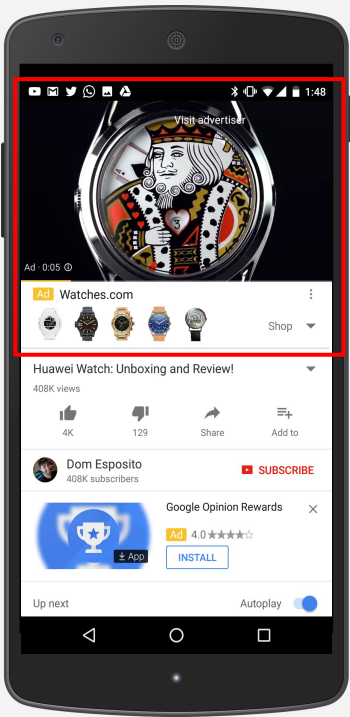 1:48
Visit advertiser
3
Ad · 0:05
Ad Watches.com
Shop
Huawei Watch: Unboxing and Review!
408K views
4K
129
Share
Add to
Dom Esposito
408K subscribers
SUBSCRIBE
Google Opinion Rewards
Ad 4.0
App
INSTALL
Up next
Autoplay